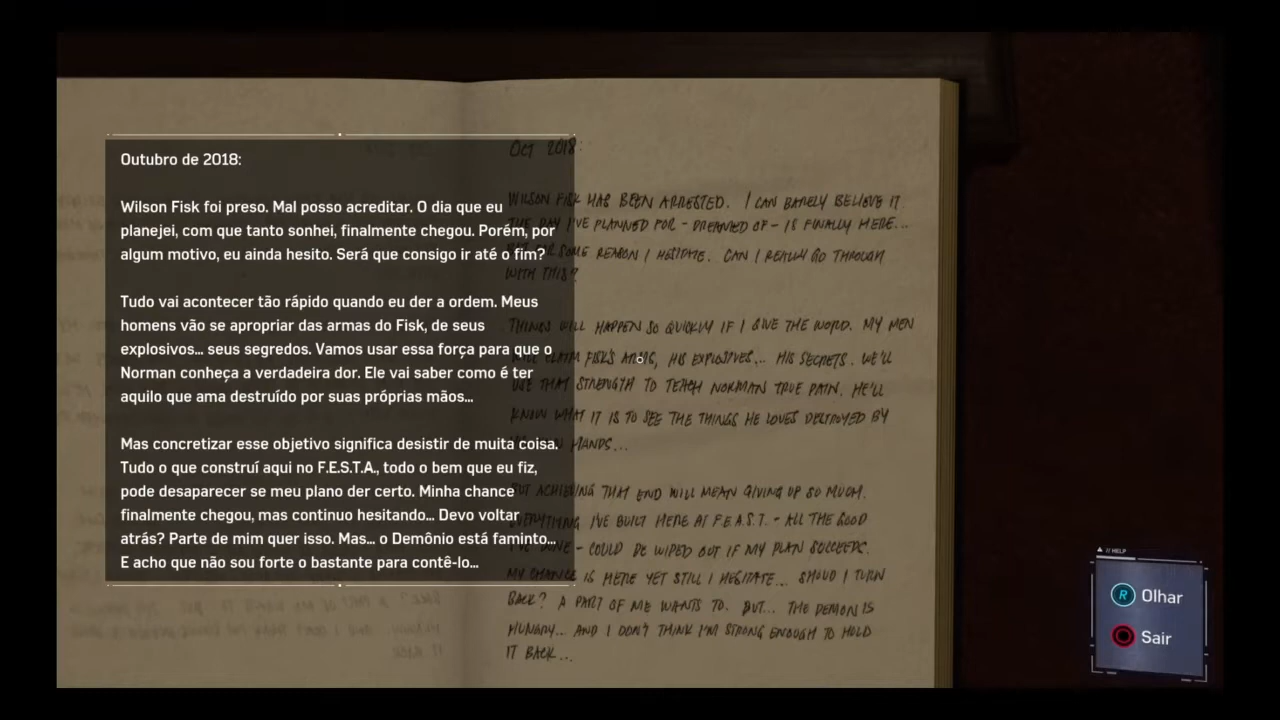 Outubro de 2018:
Wilson Fisk foi preso. Mal posso acreditar. O dia que eu
planejei, com que tanto sonhei, finalmente chegou. Porém, por
algum motivo, eu ainda hesito. Será que consigo ir até o fim?
Tudo vai acontecer tão rápido quando eu der a ordem. Meus
homens vão se apropriar das armas do Fisk, de seus
explosivos... seus segredos. Vamos usar essa força para que o
Norman conheça a verdadeira dor. Ele vai saber como é ter
aquilo que ama destruído por suas próprias mãos...
Mas concretizar esse objetivo significa desistir de muita coisa.
Tudo o que construí aqui no F.E.S.T.A., todo o bem que eu fiz,
pode desaparecer se meu plano der certo. Minha chance
finalmente chegou, mas continuo hesitando... Devo voltar
atrás? Parte de mim quer isso. Mas... o Demônio está faminto...
E acho que não sou forte o bastante para contê-lo...
OCT 2018:
WILSON FISK HAS BEEN ARRESTED. I CAN BARELY BELIEVE IT.
THE DAY I'VE PLANNED FOR - DREAMED OF - IS FINALLY HERE...
BUT FOR SOME REASON I HESITATE. CAN I REALLY GO THROUGH
WITH THIS?
THINGS WILL HAPPEN SO QUICKLY IF I GIVE THE WORD. MY MEN
WILL CLAIM FISK'S ARMS, HIS EXPLOSIVES... HIS SECRETS. WE'LL
USE THAT STRENGTH TO TEACH NORMAN TRUE PAIN. HE'LL
KNOW WHAT IT IS TO SEE THE THINGS HE LOVES DESTROYED BY
HANDS...
BUT ACHIEVING THAT END WILL MEAN GIVING UP SO MUCH.
EVERYTHING I'VE BUILT HERE AT F.E.A.S.T. - ALL THE GOOD
I'VE DONE - COULD BE WIPED OUT IF MY PLAN SUCCEEDS.
MY CHANCE IS HERE YET STILL I HESITATE... SHOULD I TURN
BACK? A PART OF ME WANTS TO. BUT... THE DEMON IS
HUNGRY... AND I DON'T THINK I'M STRONG ENOUGH TO HOLD
IT BACK...
// HELP
R Olhar
Sair